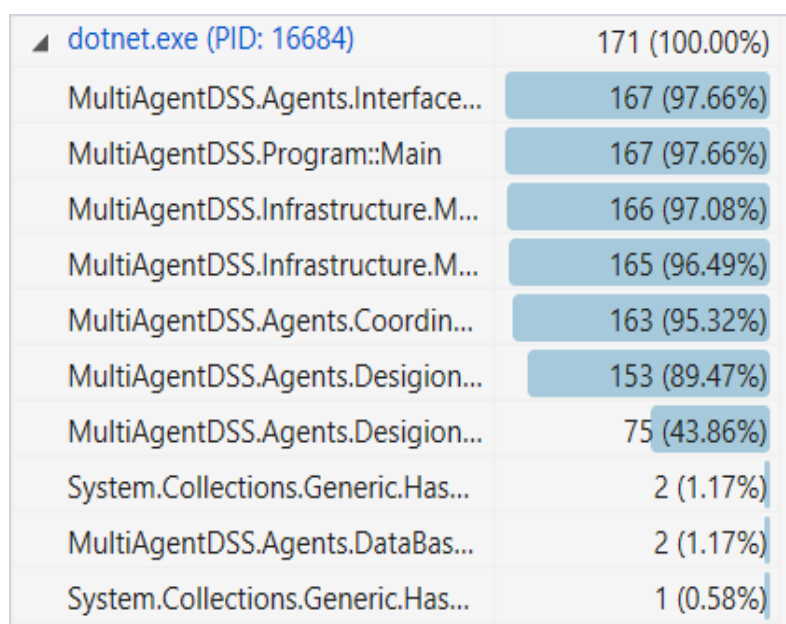 dotnet.exe (PID: 16684) 171 (100.00%)
MultiAgentDSS.Agents.Interface... 167 (97.66%)
MultiAgentDSS.Program::Main 167 (97.66%)
MultiAgentDSS.Infrastructure.M... 166 (97.08%)
MultiAgentDSS.Infrastructure.M... 165 (96.49%)
MultiAgentDSS.Agents.Coordin... 163 (95.32%)
MultiAgentDSS.Agents.Desigion... 153 (89.47%)
MultiAgentDSS.Agents.Desigion... 75 (43.86%)
System.Collections.Generic.Has... 2 (1.17%)
MultiAgentDSS.Agents.DataBas... 2 (1.17%)
System.Collections.Generic.Has... 1 (0.58%)